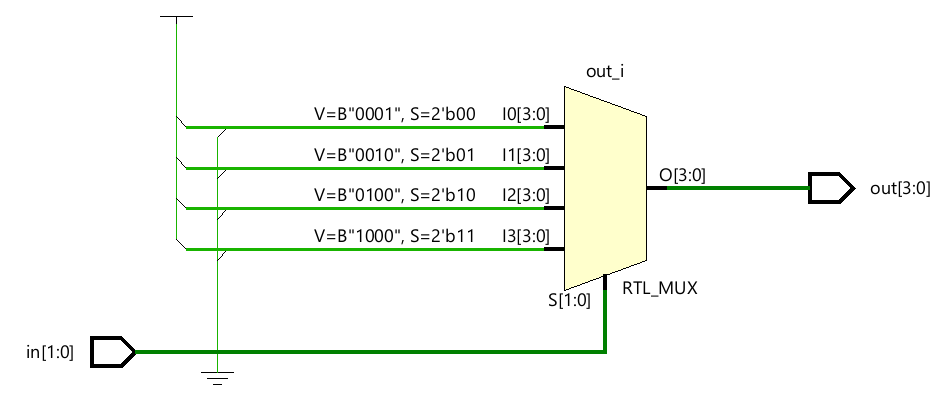 out_i
V=B"0001", S=2'b00 I0[3:0]
V=B"0010", S=2'b01 I1[3:0]
O[3:0]
out[3:0]
V=B"0100", S=2'b10 I2[3:0]
V=B"1000", S=2'b11 I3[3:0]
S[1:0]
RTL_MUX
in[1:0]